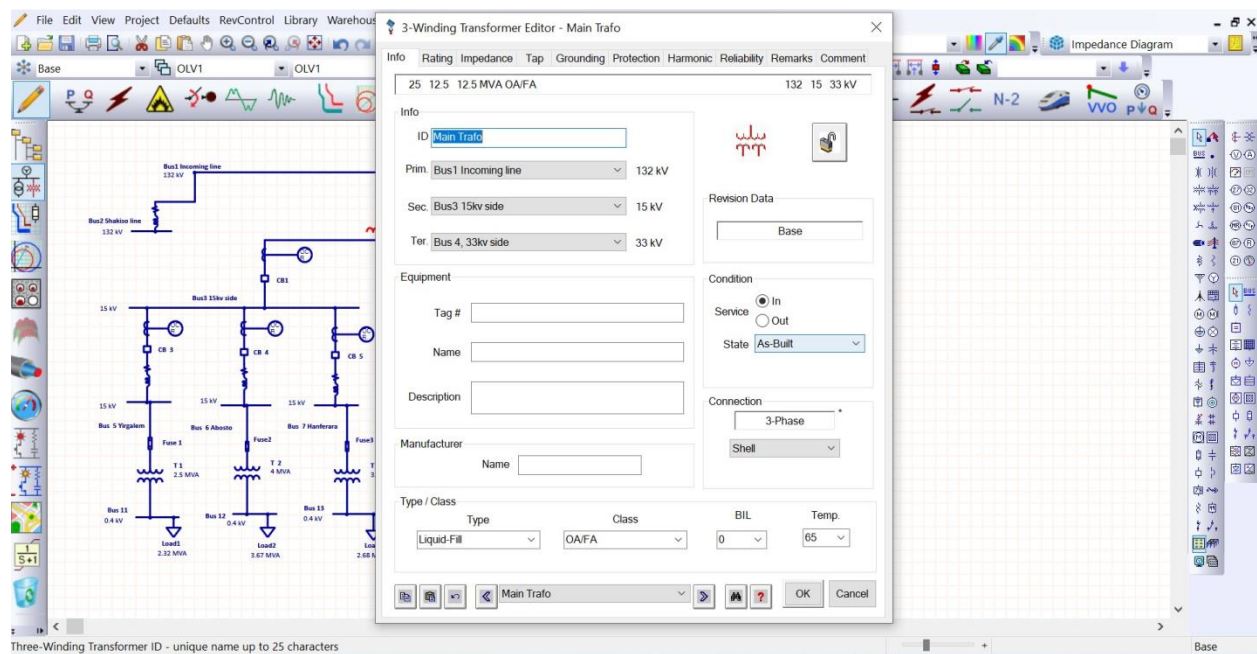 File Edit View Project Defaults RevControl Library Warehous
3-Winding Transformer Editor - Main Trafo
Impedance Diagram
Base OLV1 OLV1
Info Rating Impedance Tap Grounding Protection Harmonic Reliability Remarks Comment
25 12.5 12.5 MVA OA/FA 132 15 33 kV
N-2
VVO
Info
ID Main Trafo
Prim. Bus1 Incoming line 132 kV
Sec. Bus3 15kv side 15 kV
Ter. Bus 4, 33kv side 33 kV
Revision Data
Base
Equipment
Tag #
Name
Description
Condition
Service In
Out
State As-Built
Connection
3-Phase *
Shell
Manufacturer
Name
Type / Class
Type Class BIL Temp.
Liquid-Fill OA/FA 0 65
Main Trafo OK Cancel
Bus1 Incoming line
132 kV
Bus2 Shakiso line
132 kV
CB1
Bus3 15kv side
15 kV
CB 3 CB 4 CB 5
15 kV 15 kV 15 kV
Bus 5 Yirgalem Bus 6 Abosto Bus 7 Hanferara
Fuse 1 Fuse2 Fuse3
T 1 T 2 T
2.5 MVA 4 MVA 3.
Bus 11 Bus 12 Bus 13
0.4 kV 0.4 kV 0.4 kV
Load1 Load2 Loa
2.32 MVA 3.67 MVA 2.68 M
1
S+1
Three-Winding Transformer ID - unique name up to 25 characters
Base